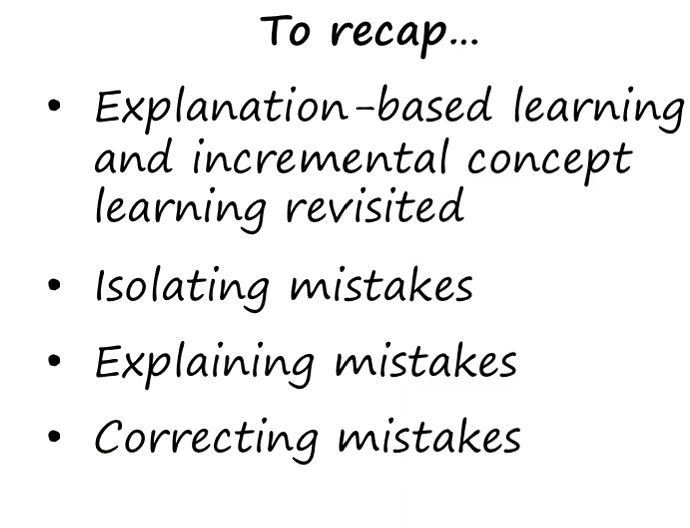 To recap...
• Explanation-based learning
and incremental concept
learning revisited
• Isolating mistakes
• Explaining mistakes
• Correcting mistakes